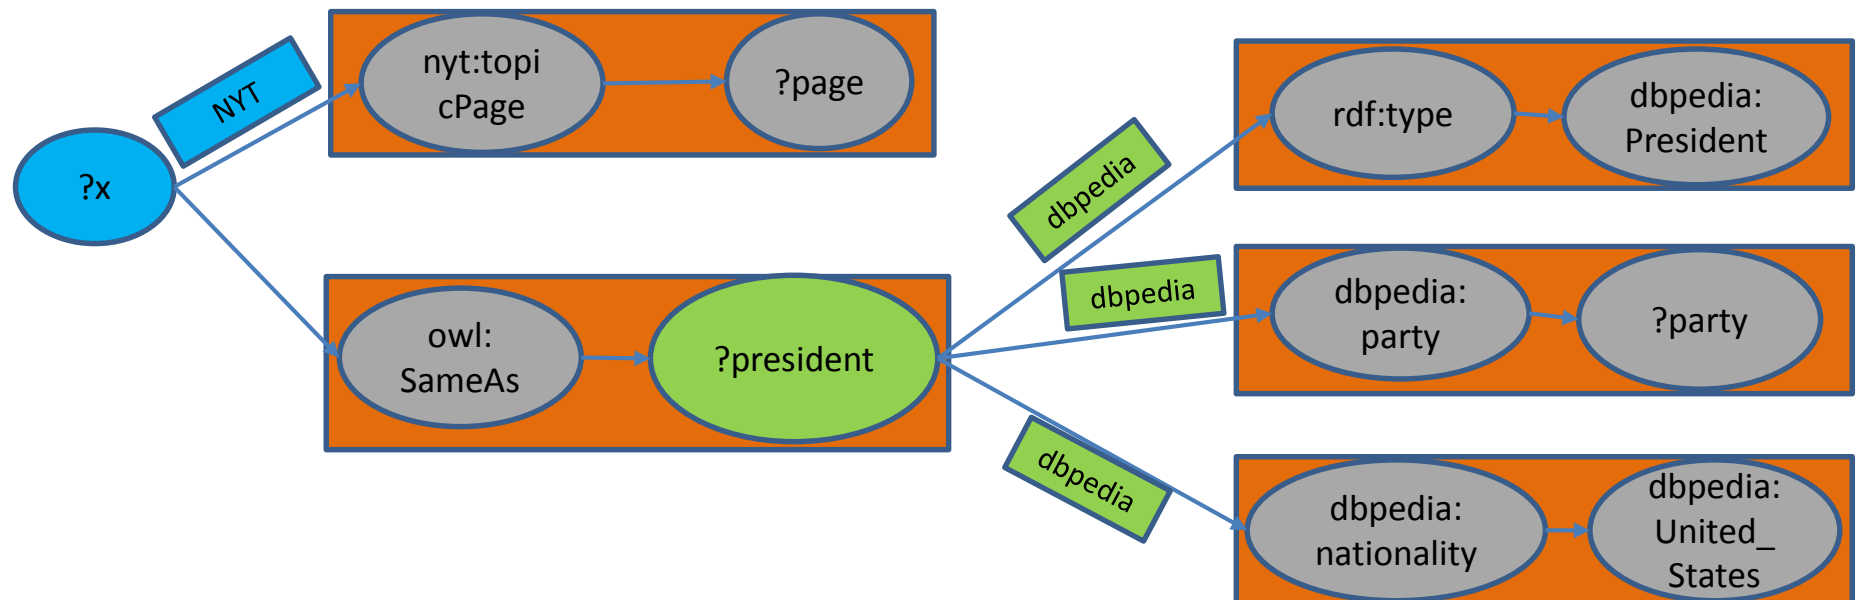 ?x
NYT
nyt:topi
cPage
?page
owl:
SameAs
?president
dbpedia
rdf:type
dbpedia:
President
dbpedia
dbpedia:
party
?party
dbpedia
dbpedia:
nationality
dbpedia:
United_
States